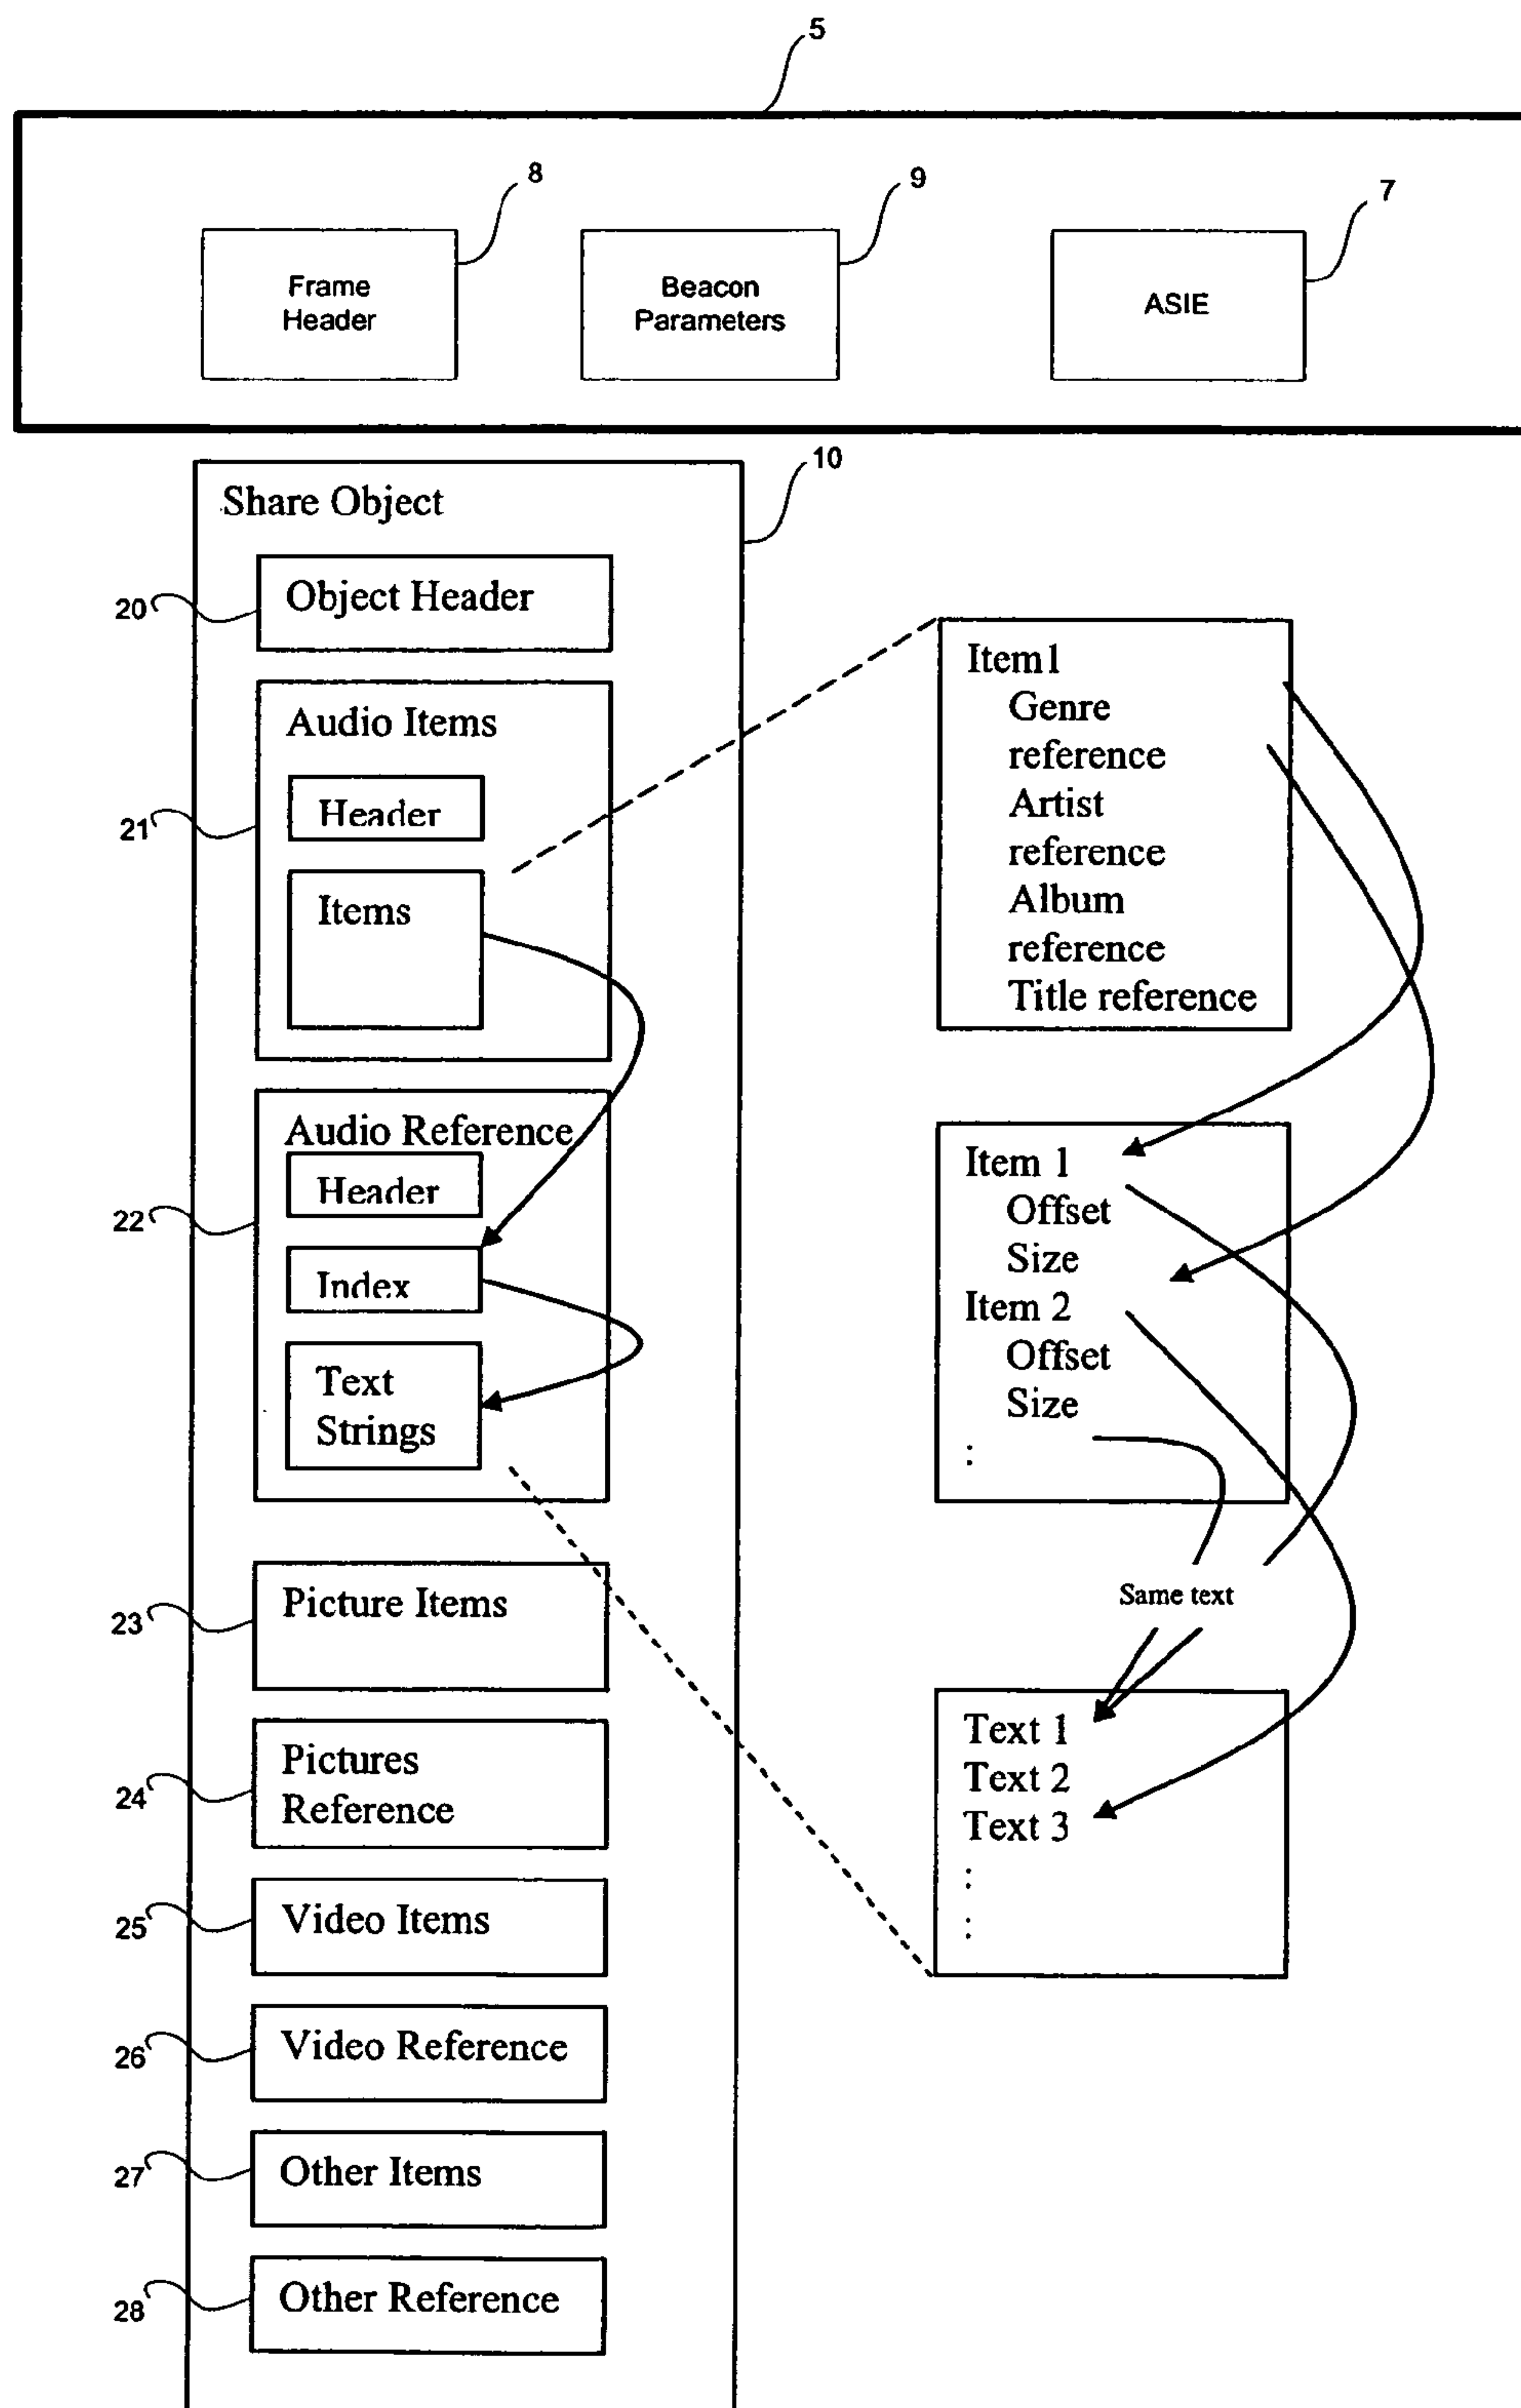 5
8
9
7
Frame
Header
Beacon
Parameters
ASIE
10
Share Object
20
Object Header
21
Audio Items
Header
Items
22
Audio Reference
Header
Index
Text
Strings
23
Picture Items
24
Pictures
Reference
25
Video Items
26
Video Reference
27
Other Items
28
Other Reference
Item1
Genre
reference
Artist
reference
Album
reference
Title reference
Item 1
Offset
Size
Item 2
Offset
Size
:
Same text
Text 1
Text 2
Text 3
:
: